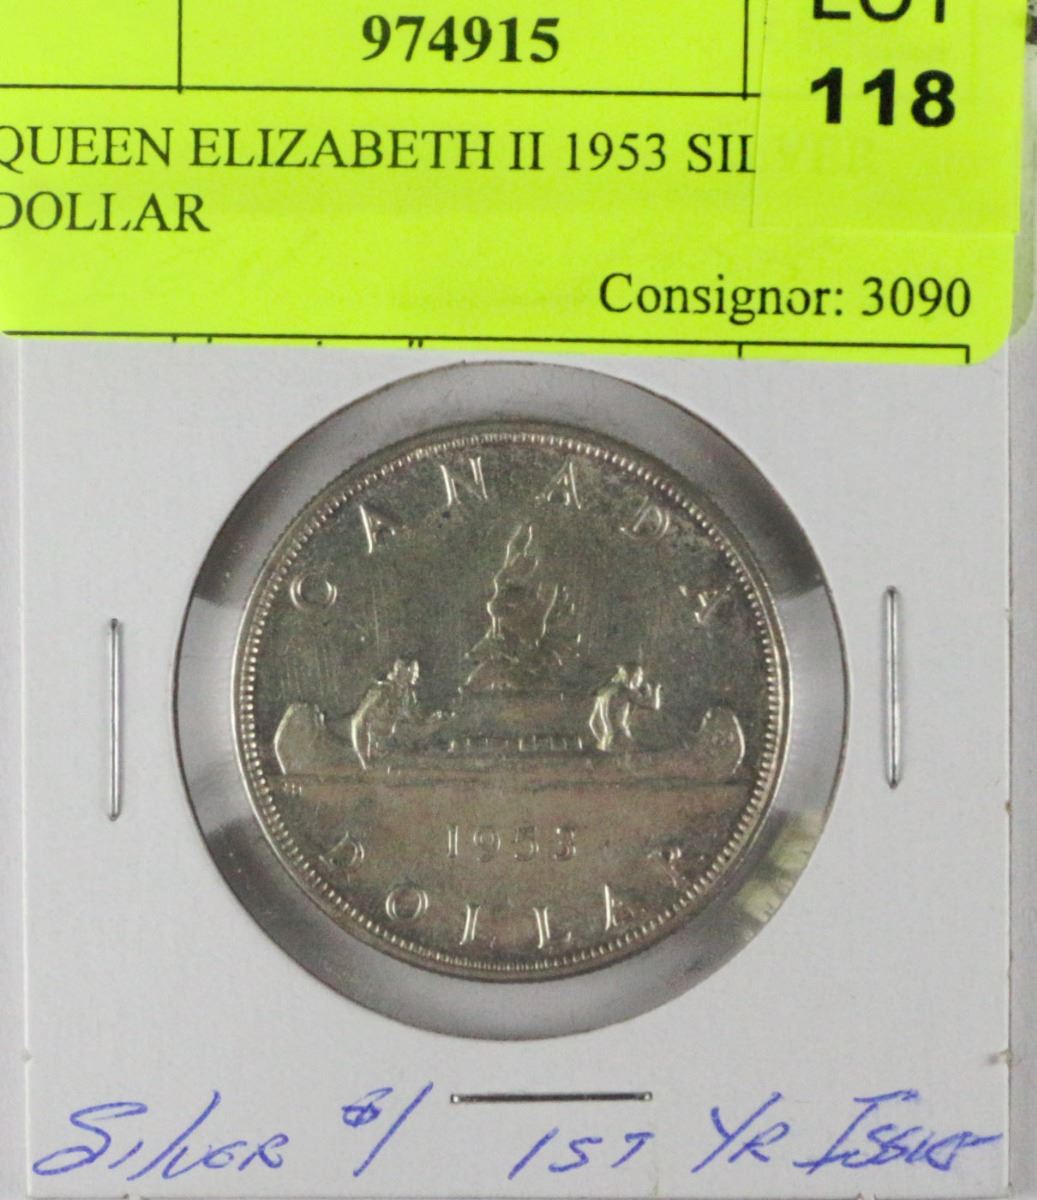 LOT
118
974915
QUEEN ELIZABETH II 1953 SILVER
DOLLAR
Consignor: 3090
CANADA
1953
DOLLAR
Silver $1 1st Yr Issue